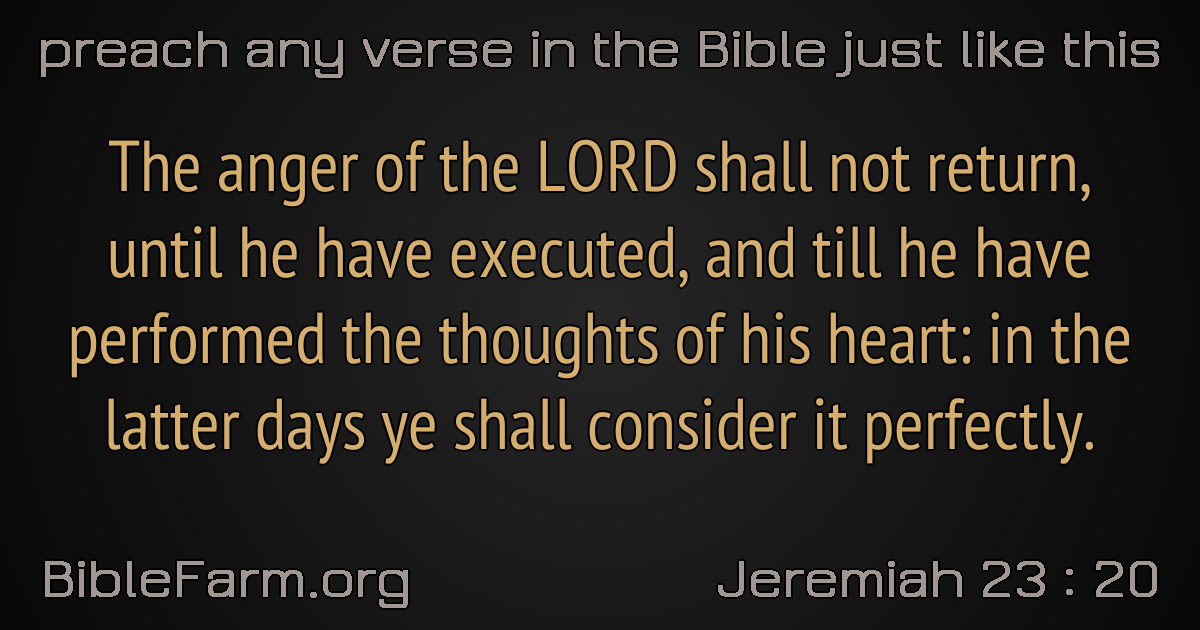 preach any verse in the Bible just like this
The anger of the LORD shall not return,
until he have executed, and till he have
performed the thoughts of his heart: in the
latter days ye shall consider it perfectly.
BibleFarm.org
Jeremiah 23 : 20